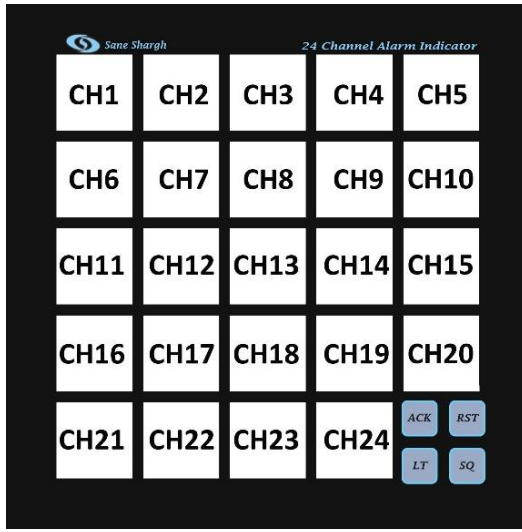 Sane Shargh 24 Channel Alarm Indicator
CH1 CH2 CH3 CH4 CH5
CH6 CH7 CH8 CH9 CH10
CH11 CH12 CH13 CH14 CH15
CH16 CH17 CH18 CH19 CH20
CH21 CH22 CH23 CH24
ACK RST
LT SQ